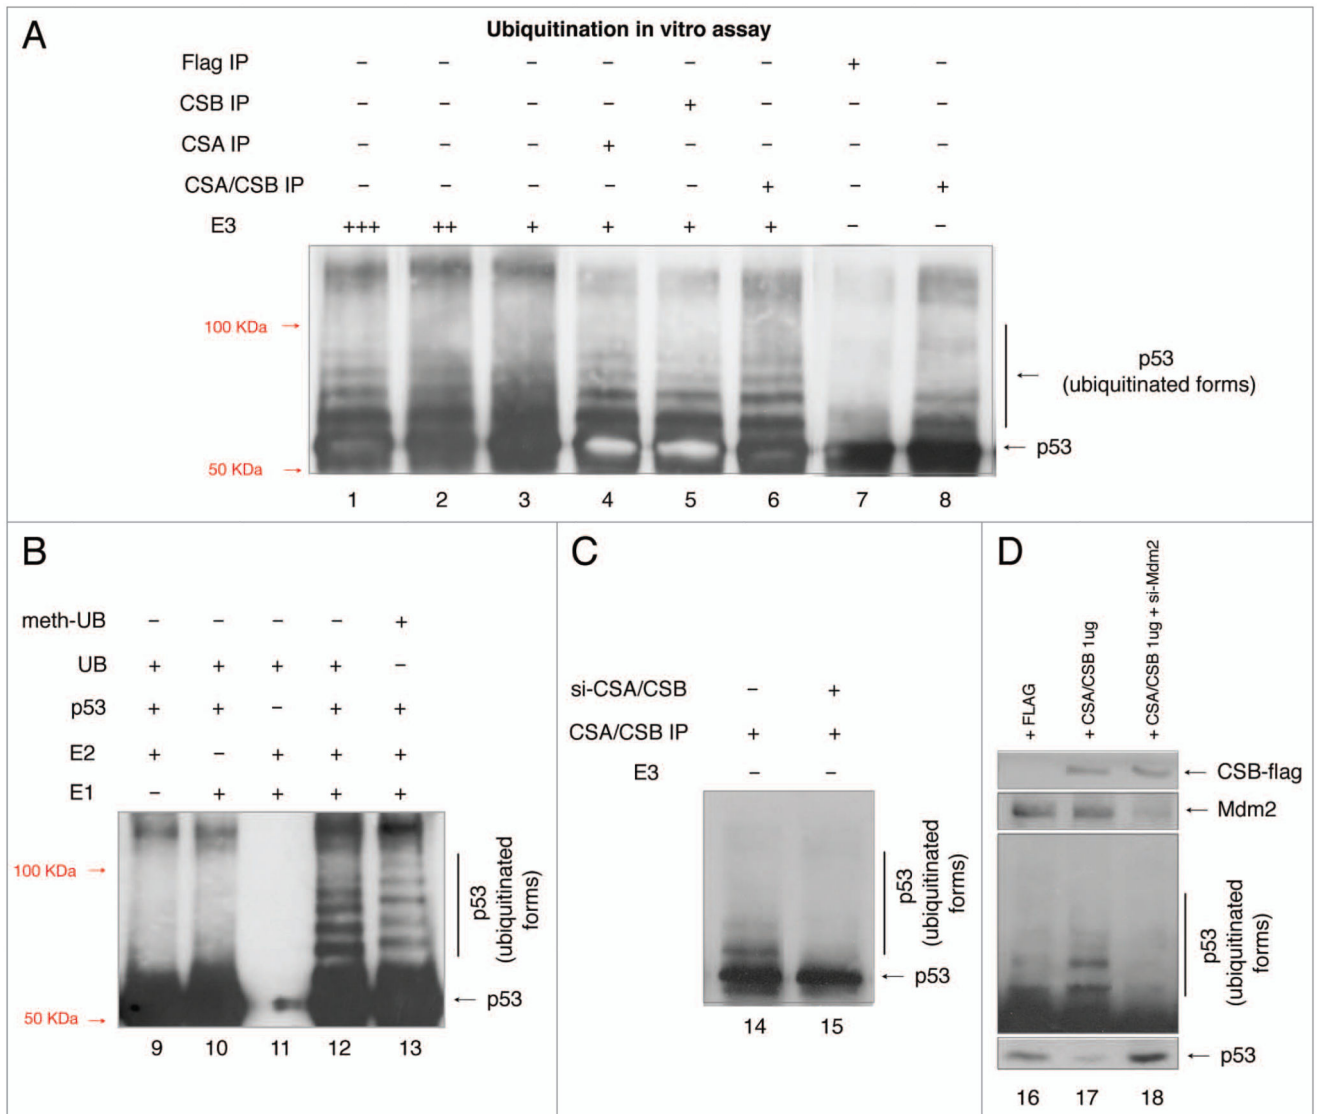 A
Ubiquitination in vitro assay
Flag IP – – – – – – + –
CSB IP – – – – + – – –
CSA IP – – – + – – – –
CSA/CSB IP – – – – – + – +
E3 +++ ++ + + + + – –
100 KDa →
p53
← (ubiquitinated forms)
← p53
50 KDa →
1 2 3 4 5 6 7 8
B
meth-UB – – – – +
UB + + + + –
p53 + + – + +
E2 + – + + +
E1 – + + + +
100 KDa →
p53
(ubiquitinated
forms)
← p53
50 KDa →
9 10 11 12 13
C
si-CSA/CSB – +
CSA/CSB IP + +
E3 – –
p53
(ubiquitinated
forms)
← p53
14 15
D
+ FLAG
+ CSA/CSB 1ug
+ CSA/CSB 1ug + si-Mdm2
← CSB-flag
← Mdm2
p53
(ubiquitinated
forms)
← p53
16 17 18